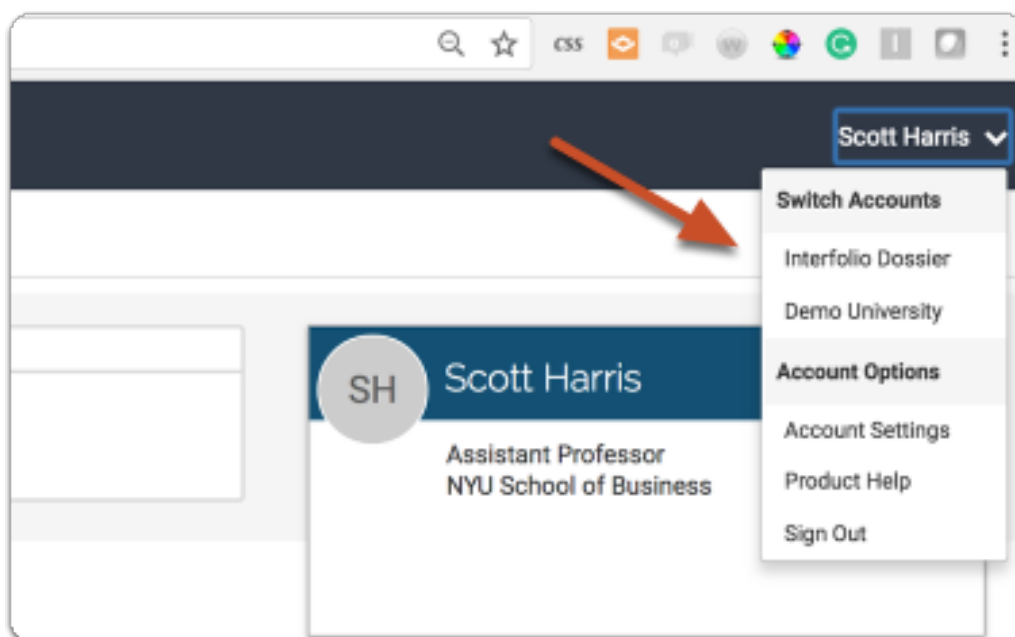 css
Scott Harris
Switch Accounts
Interfolio Dossier
Demo University
Account Options
Account Settings
Product Help
Sign Out
SH
Scott Harris
Assistant Professor
NYU School of Business